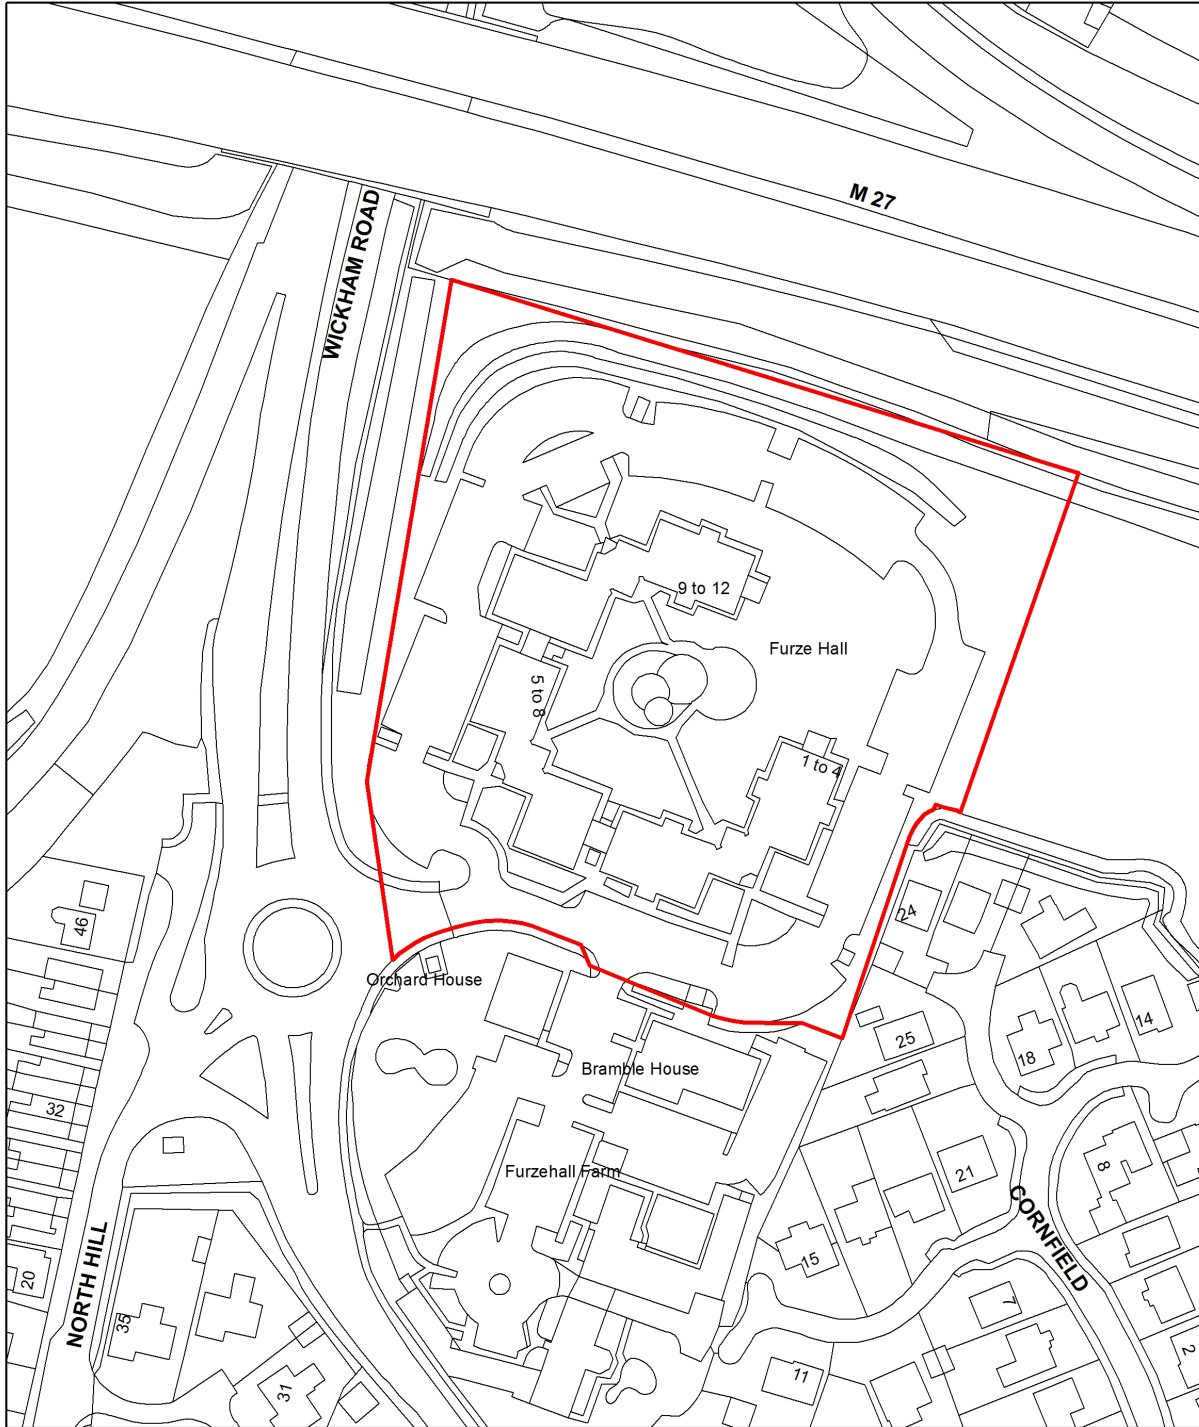 M 27
WICKHAM ROAD
9 to 12
Furze Hall
5 to 8
1 to 4
24
46
Orchard House
14
25
18
Bramble House
32
8
Furzehall Farm
21
CORNFIELD
15
NORTH HILL
20
7
35
2
11
31